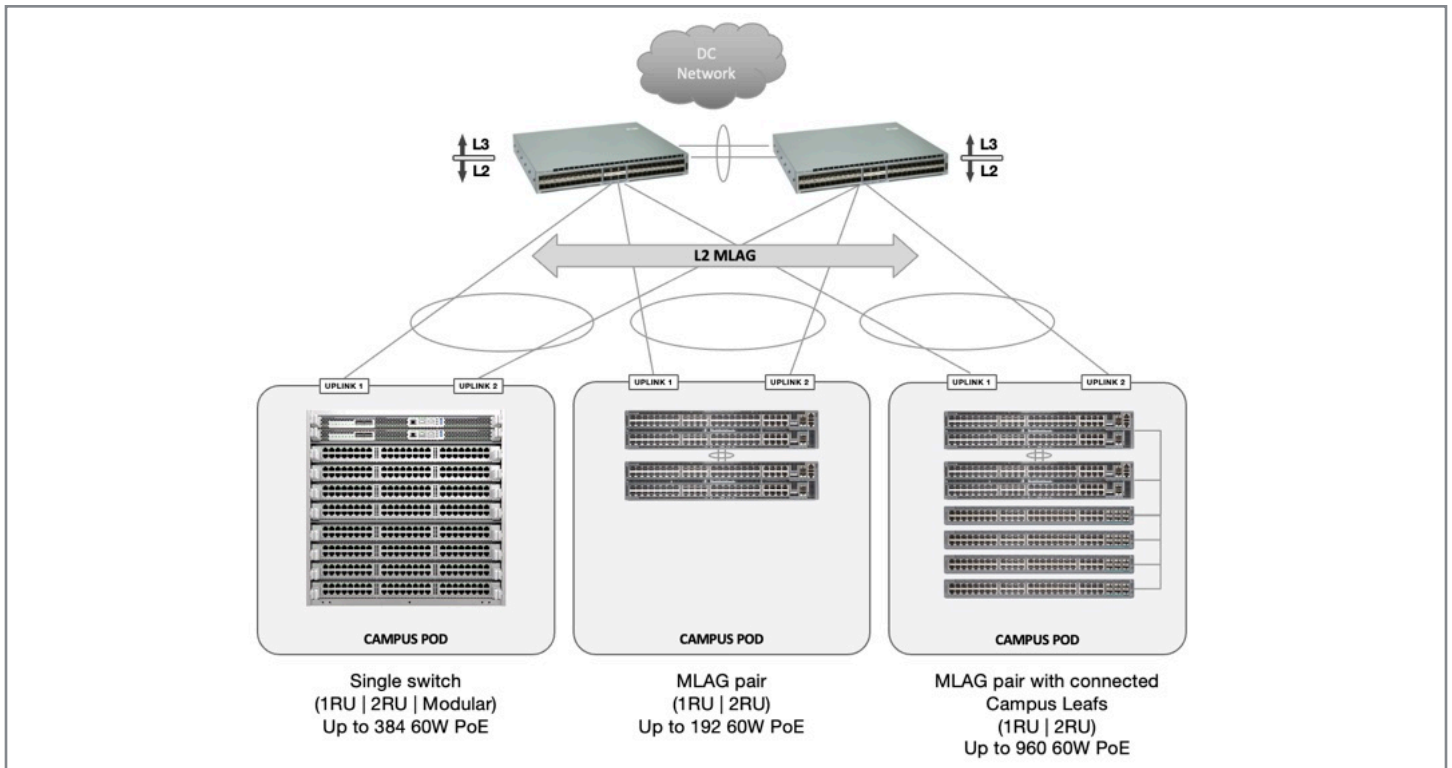 DC
Network
L3
L2
L3
L2
L2 MLAG
UPLINK 1
UPLINK 2
UPLINK 1
UPLINK 2
UPLINK 1
UPLINK 2
CAMPUS POD
CAMPUS POD
CAMPUS POD
Single switch
(1RU | 2RU | Modular)
Up to 384 60W PoE
MLAG pair
(1RU | 2RU)
Up to 192 60W PoE
MLAG pair with connected
Campus Leafs
(1RU | 2RU)
Up to 960 60W PoE